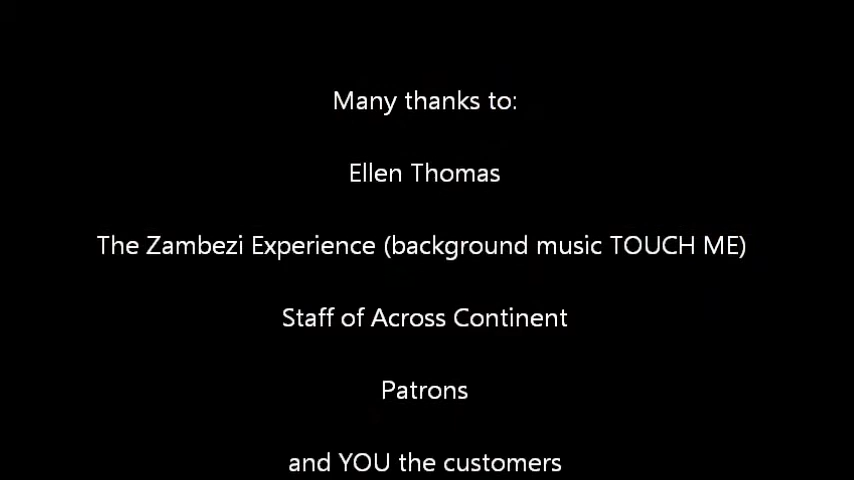 Many thanks to:
Ellen Thomas
The Zambezi Experience (background music TOUCH ME)
Staff of Across Continent
Patrons
and YOU the customers